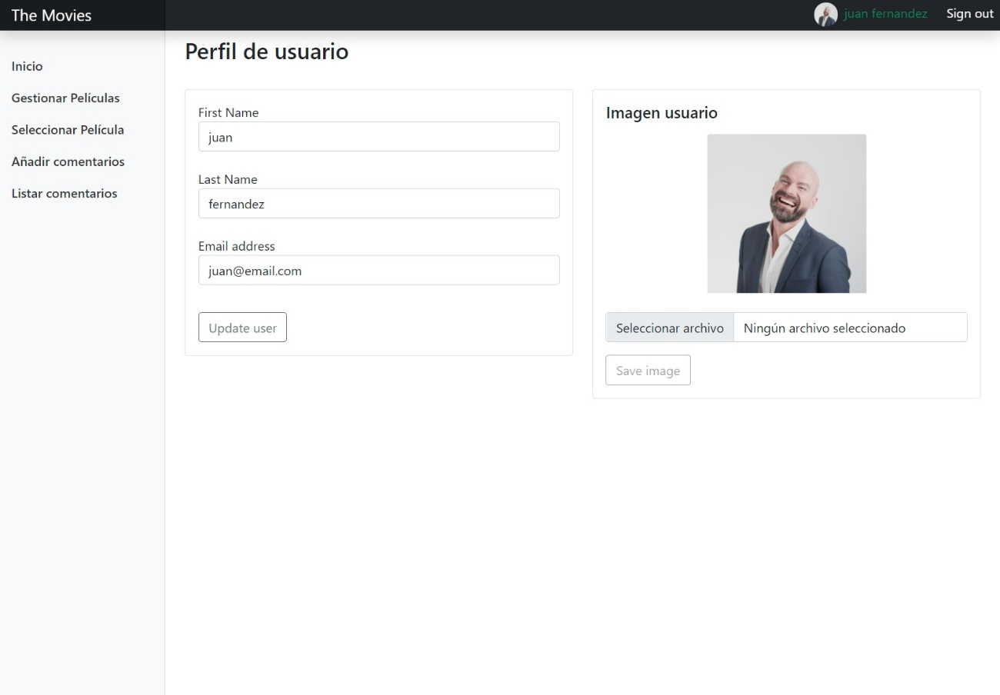 The Movies
juan fernandez
Sign out
Inicio
Gestionar Películas
Seleccionar Película
Añadir comentarios
Listar comentarios
Perfil de usuario
First Name
juan
Last Name
fernandez
Email address
juan@email.com
Update user
Imagen usuario
Seleccionar archivo Ningún archivo seleccionado
Save image